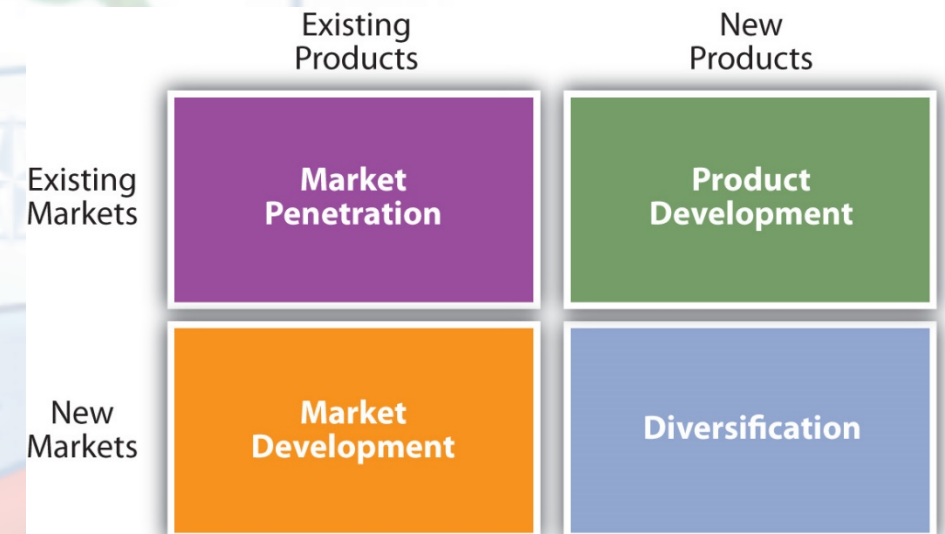 Existing
Products
New
Products
Existing
Markets
Market
Penetration
Product
Development
New
Markets
Market
Development
Diversification